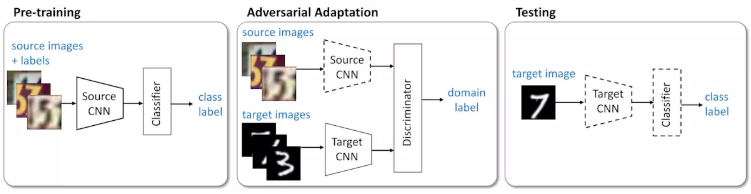 Pre-training
source images
+ labels
Source
CNN
Classifier
class
label
Adversarial Adaptation
source images
Source
CNN
target images
Target
CNN
Discriminator
domain
label
Testing
target image
7
Target
CNN
Classifier
class
label